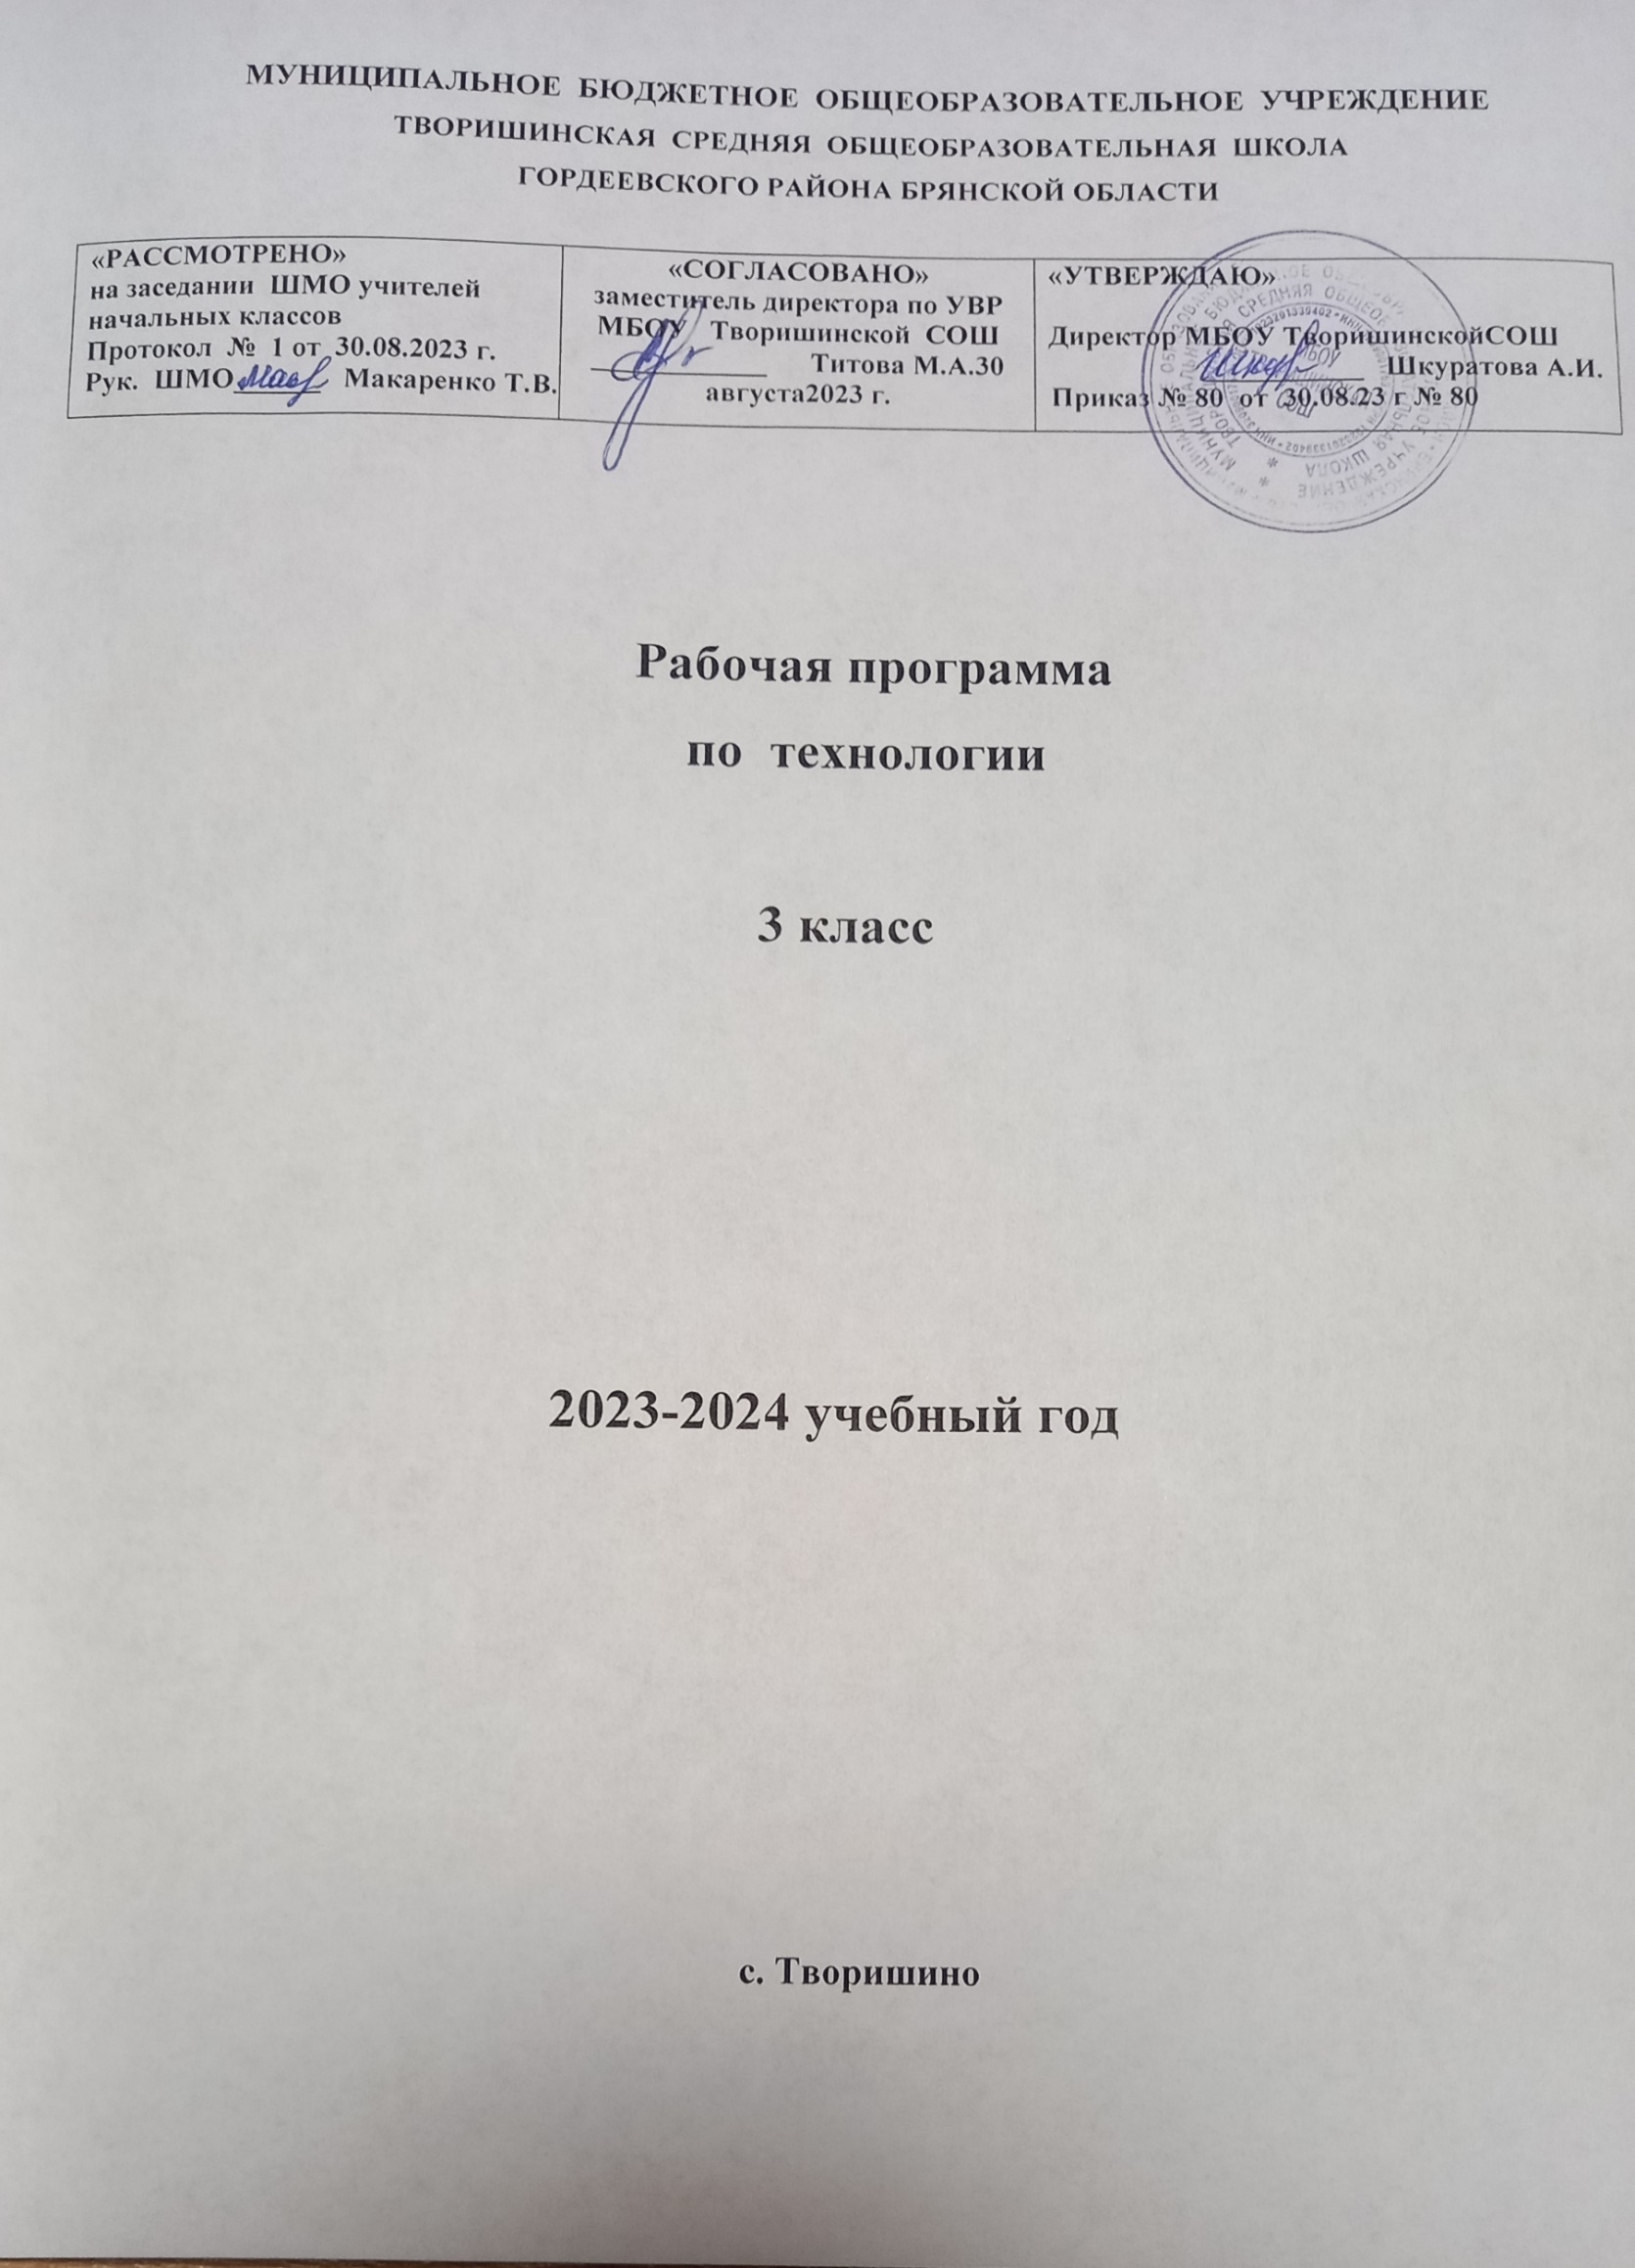 МУНИЦИПАЛЬНОЕ БЮДЖЕТНОЕ ОБЩЕОБРАЗОВАТЕЛЬНОЕ УЧРЕЖДЕНИЕ
ТВОРИШИНСКАЯ СРЕДНЯЯ ОБЩЕОБРАЗОВАТЕЛЬНАЯ ШКОЛА
ГОРДЕЕВСКОГО РАЙОНА БРЯНСКОЙ ОБЛАСТИ
«РАССМОТРЕНО»
на заседании ШМО учителей
начальных классов
Протокол № 1 от 30.08.2023 г.
Рук. ШМО Макаренко Т.В.
«СОГЛАСОВАНО»
заместитель директора по УВР
МБОУ Творишинской СОШ
Титова М.А.30
августа2023 г.
«УТВЕРЖДАЮ»
Директор МБОУ ТворишинскойСОШ
Шкуратова А.И.
Приказ № 80 от 30.08.23 г № 80
Рабочая программа
по технологии
3 класс
2023-2024 учебный год
с. Творишино